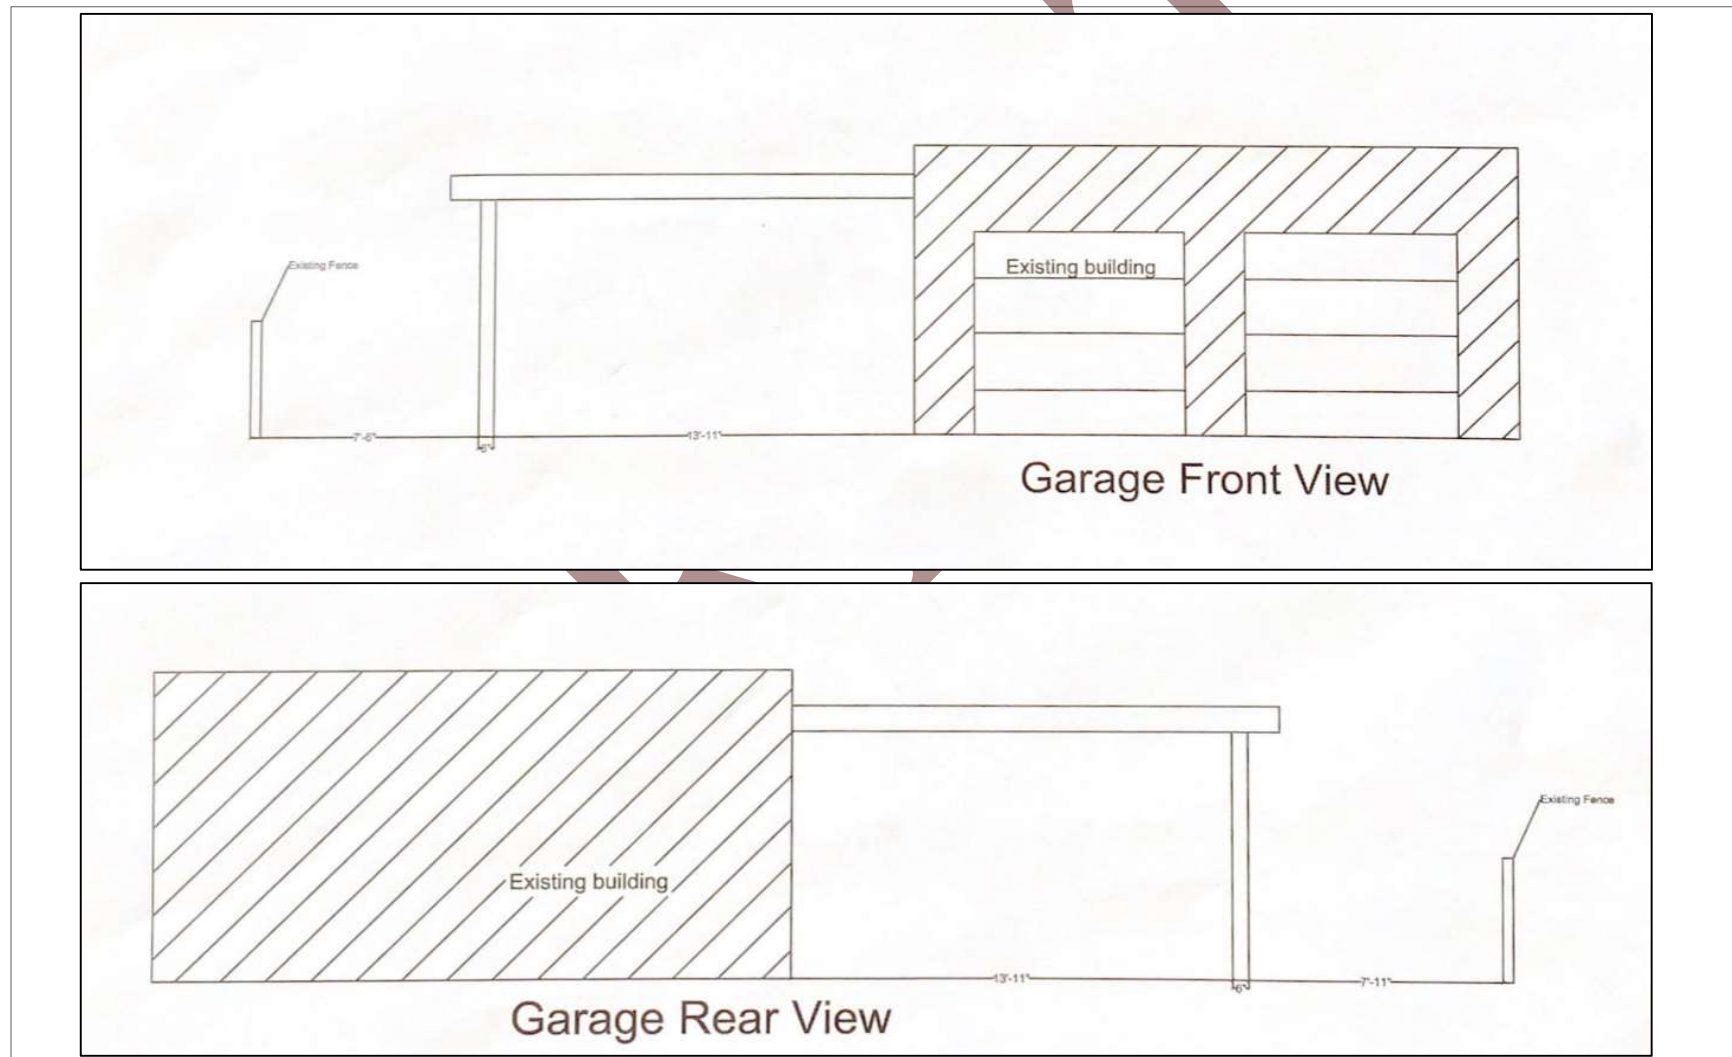 Existing Fence
Existing building
7'-6"
6"
13'-11"
Garage Front View
Existing building
Existing Fence
13'-11"
6"
7'-11"
Garage Rear View